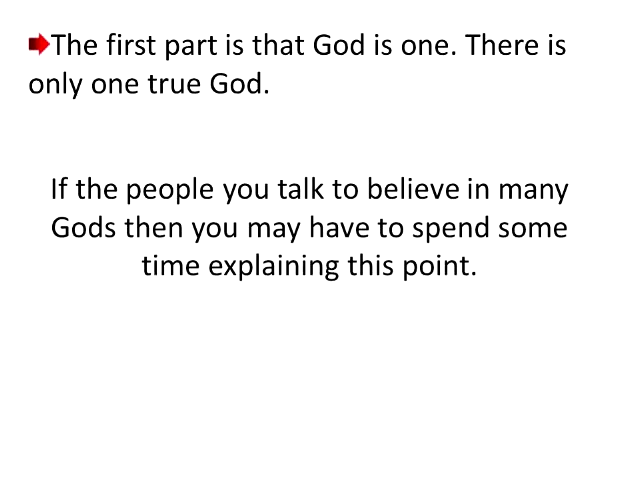 The first part is that God is one. There is
only one true God.
If the people you talk to believe in many
Gods then you may have to spend some
time explaining this point.